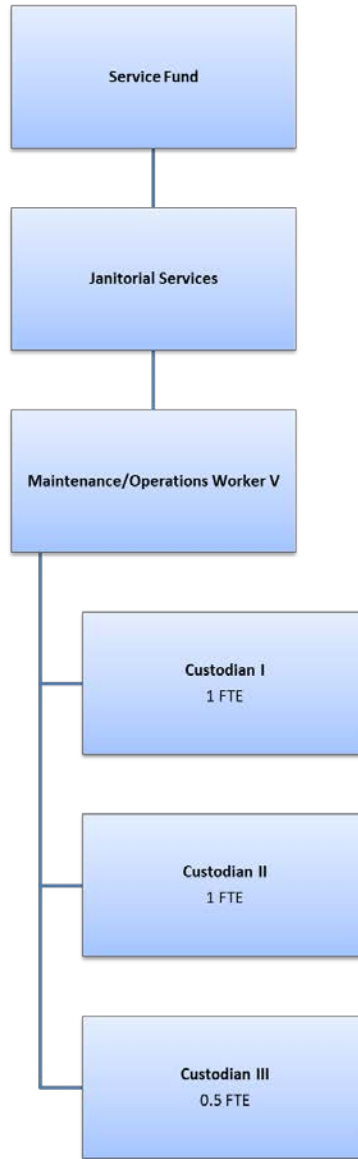 Service Fund
Janitorial Services
Maintenance/Operations Worker V
Custodian I
1 FTE
Custodian II
1 FTE
Custodian III
0.5 FTE